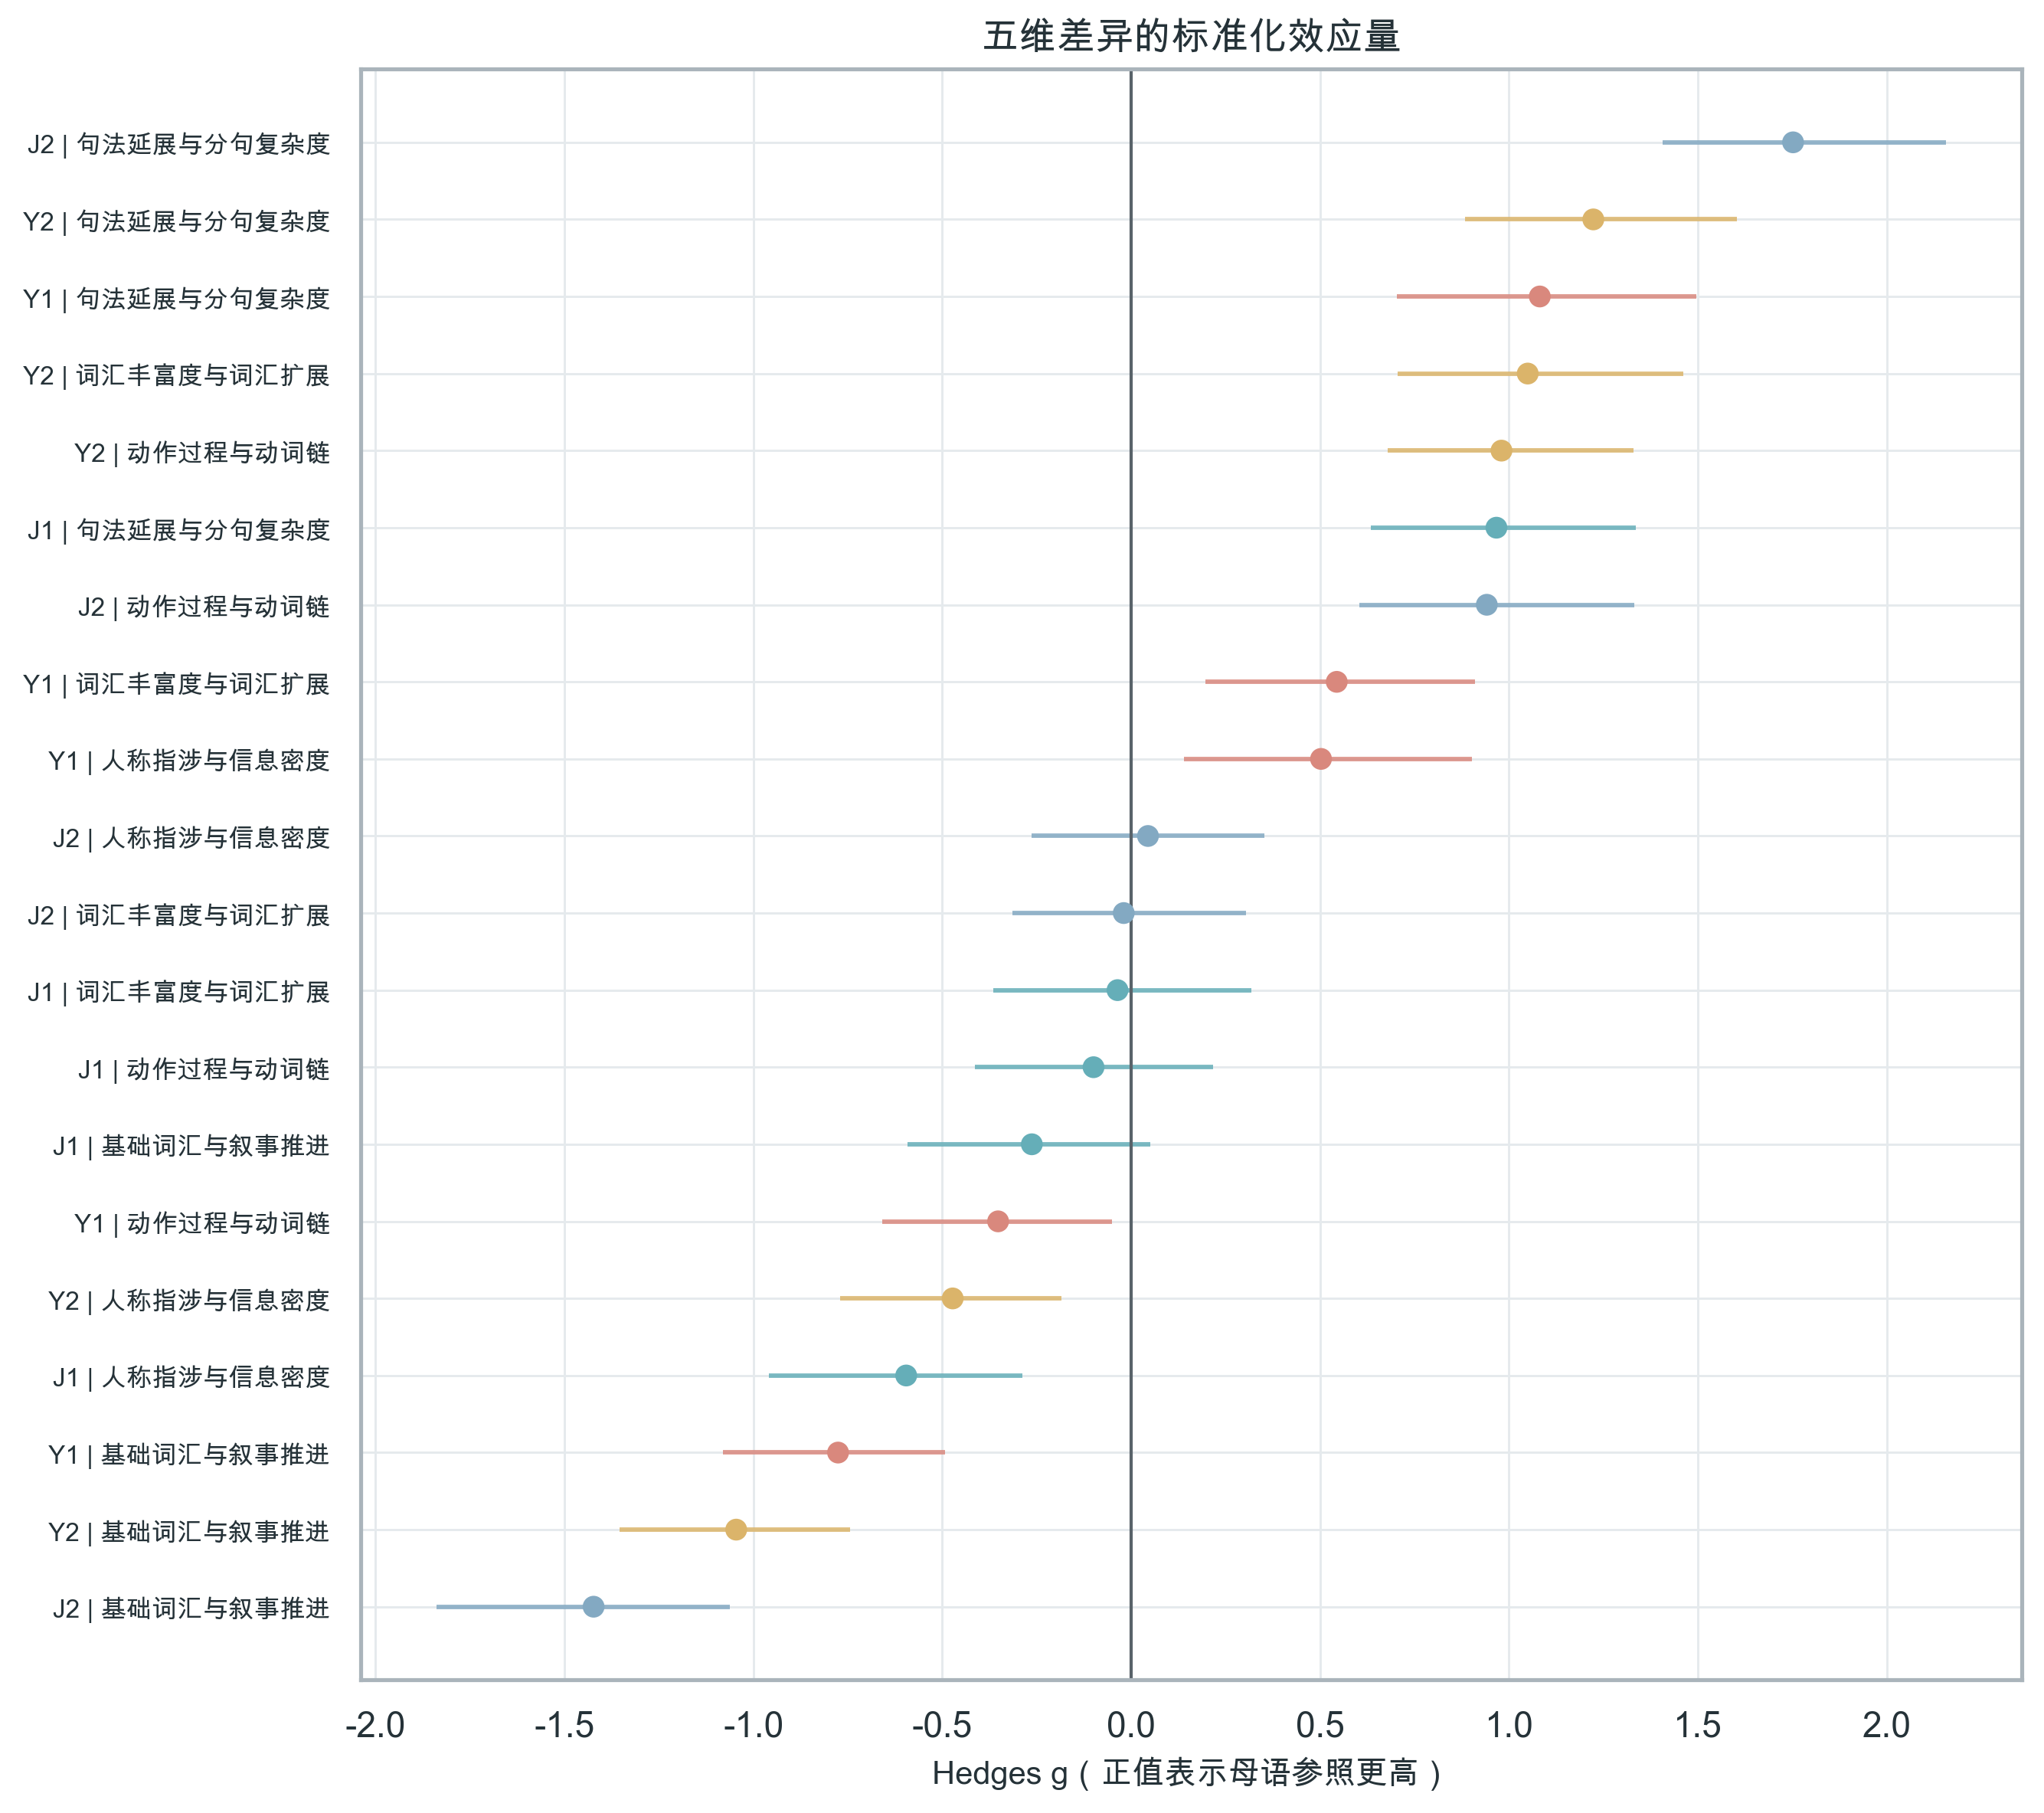 五维差异的标准化效应量
J2 | 句法延展与分句复杂度
Y2 | 句法延展与分句复杂度
Y1 | 句法延展与分句复杂度
Y2 | 词汇丰富度与词汇扩展
Y2 | 动作过程与动词链
J1 | 句法延展与分句复杂度
J2 | 动作过程与动词链
Y1 | 词汇丰富度与词汇扩展
Y1 | 人称指涉与信息密度
J2 | 人称指涉与信息密度
J2 | 词汇丰富度与词汇扩展
J1 | 词汇丰富度与词汇扩展
J1 | 动作过程与动词链
J1 | 基础词汇与叙事推进
Y1 | 动作过程与动词链
Y2 | 人称指涉与信息密度
J1 | 人称指涉与信息密度
Y1 | 基础词汇与叙事推进
Y2 | 基础词汇与叙事推进
J2 | 基础词汇与叙事推进
-2.0 -1.5 -1.0 -0.5 0.0 0.5 1.0 1.5 2.0
Hedges g（正值表示母语参照更高）